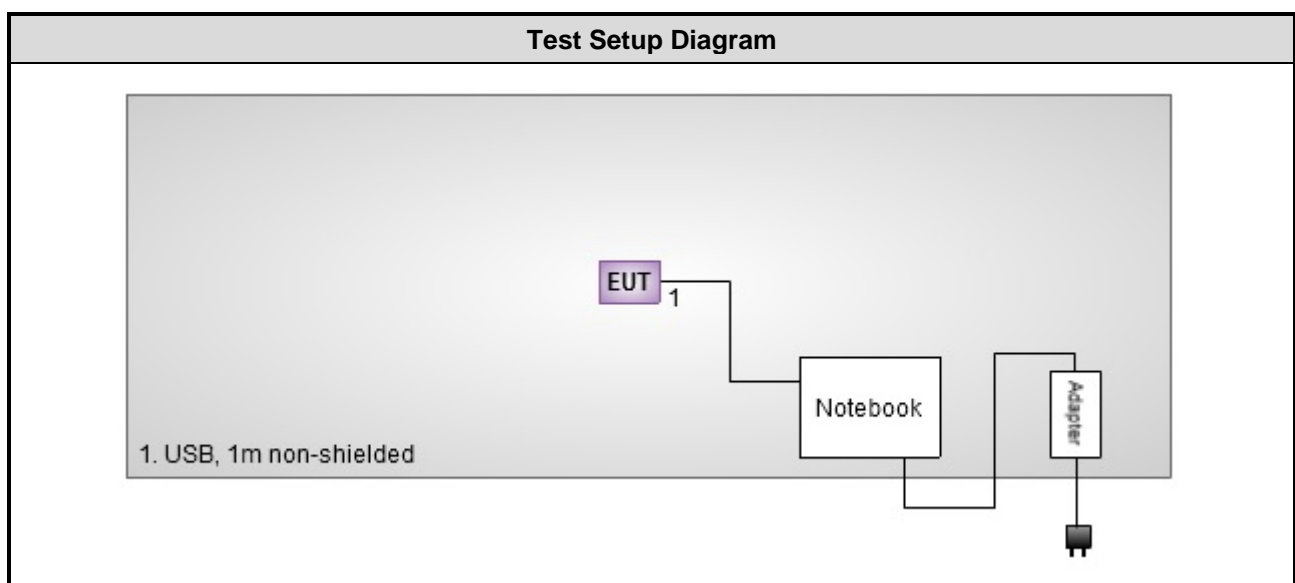 Test Setup Diagram
EUT
1
Notebook
Adapter
1. USB, 1m non-shielded